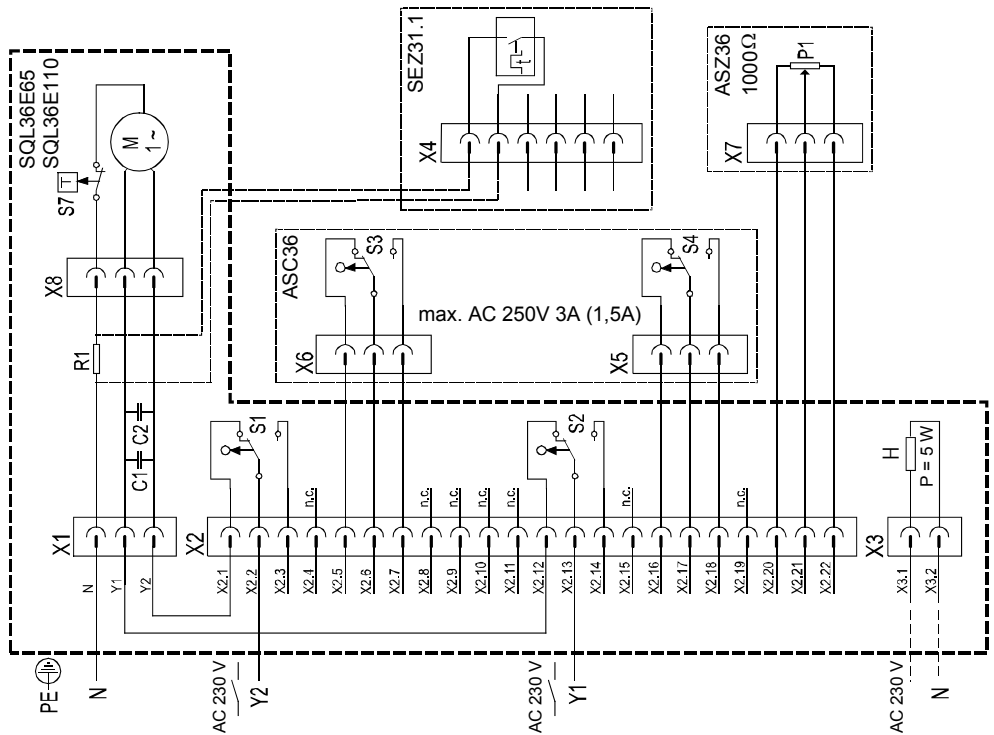 SQL36E65
SQL36E110
SEZ31.1
ASZ36
1000Ω
P1
M
1 ~
T
S7
t
X4
X7
X8
ASC36
S3
S4
max. AC 250V 3A (1,5A)
R1
X6
X5
C1
C2
S1
S2
H
P = 5 W
n.c.
n.c.
n.c.
n.c.
n.c.
n.c.
n.c.
X1
X2
X3
N
Y1
Y2
X2.1
X2.2
X2.3
X2.4
X2.5
X2.6
X2.7
X2.8
X2.9
X2.10
X2.11
X2.12
X2.13
X2.14
X2.15
X2.16
X2.17
X2.18
X2.19
X2.20
X2.21
X2.22
X3.1
X3.2
PE
N
AC 230 V
Y2
AC 230 V
Y1
AC 230 V
N